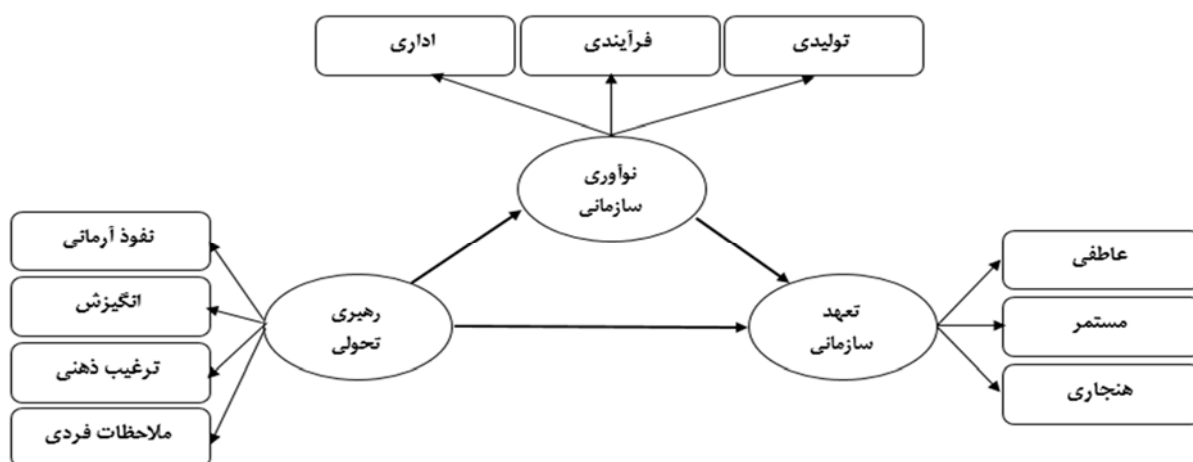 تولیدی
فرآیندی
اداری
نوآوری
سازمانی
نفوذ آرمانی
انگیزش
ترغیب ذهنی
ملاحظات فردی
رهبری
تحولی
تعهد
سازمانی
عاطفی
مستمر
هنجاری